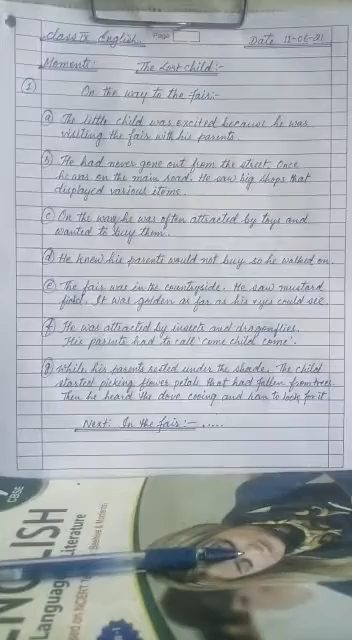 Class IX English. Page Date 11-06-21
Moments: The Lost Child:-
① On the way to the fair:-
ⓐ The little child was excited because he was
visiting the fair with his parents.
ⓑ He had never gone out from the street. Once
he was on the main road. He saw big shops that
displayed various items.
ⓒ On the way, he was often attracted by toys and
wanted to buy them.
ⓓ He knew his parents would not buy, so he walked on.
ⓔ The fair was in the countryside. He saw mustard
field. It was golden as far as his eyes could see.
ⓕ He was attracted by insects and dragonflies.
His parents had to call 'come child come'.
ⓖ While his parents rested under the shade. The child
started picking flower petals that had fallen from trees.
Then he heard the dove cooing and ran to look for it
Next: In the fair:- .....
CBSE
ENGLISH
Language Literature